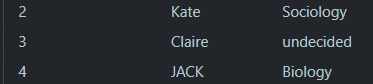 2 Kate Sociology
3 Claire undecided
4 JACK Biology